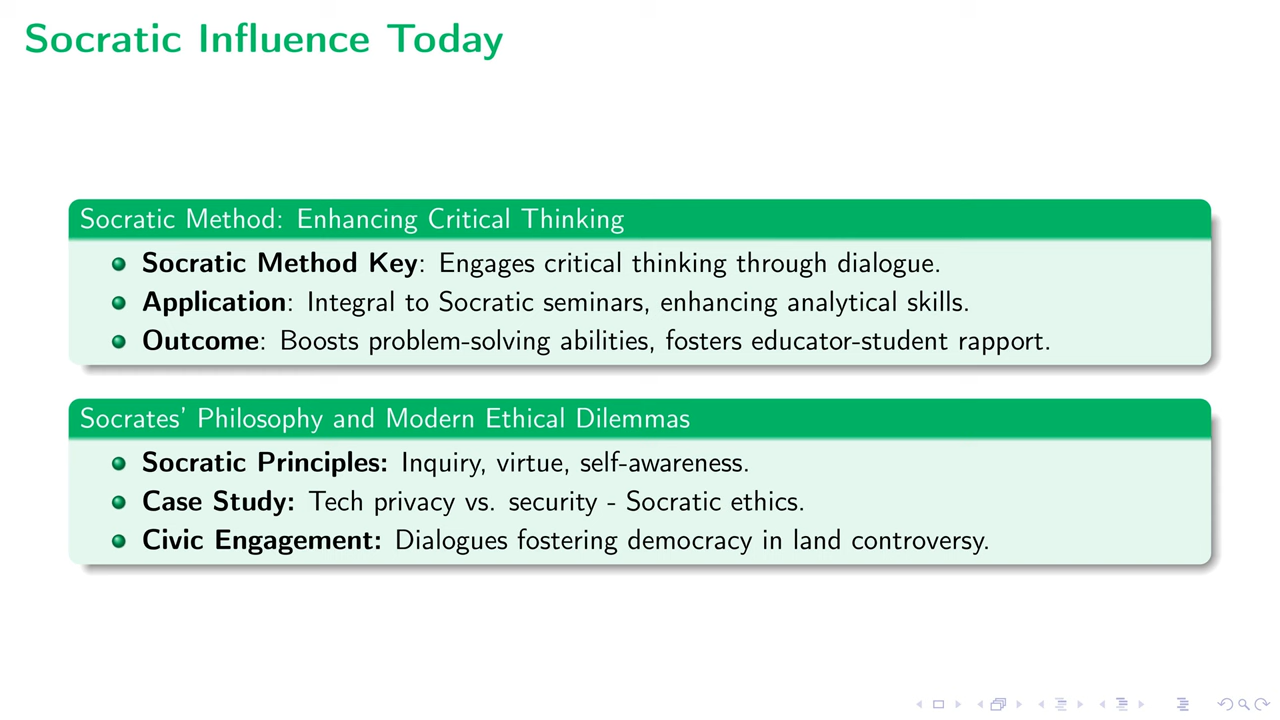 Socratic Influence Today
Socratic Method: Enhancing Critical Thinking
Socratic Method Key: Engages critical thinking through dialogue.
Application: Integral to Socratic seminars, enhancing analytical skills.
Outcome: Boosts problem-solving abilities, fosters educator-student rapport.
Socrates' Philosophy and Modern Ethical Dilemmas
Socratic Principles: Inquiry, virtue, self-awareness.
Case Study: Tech privacy vs. security - Socratic ethics.
Civic Engagement: Dialogues fostering democracy in land controversy.